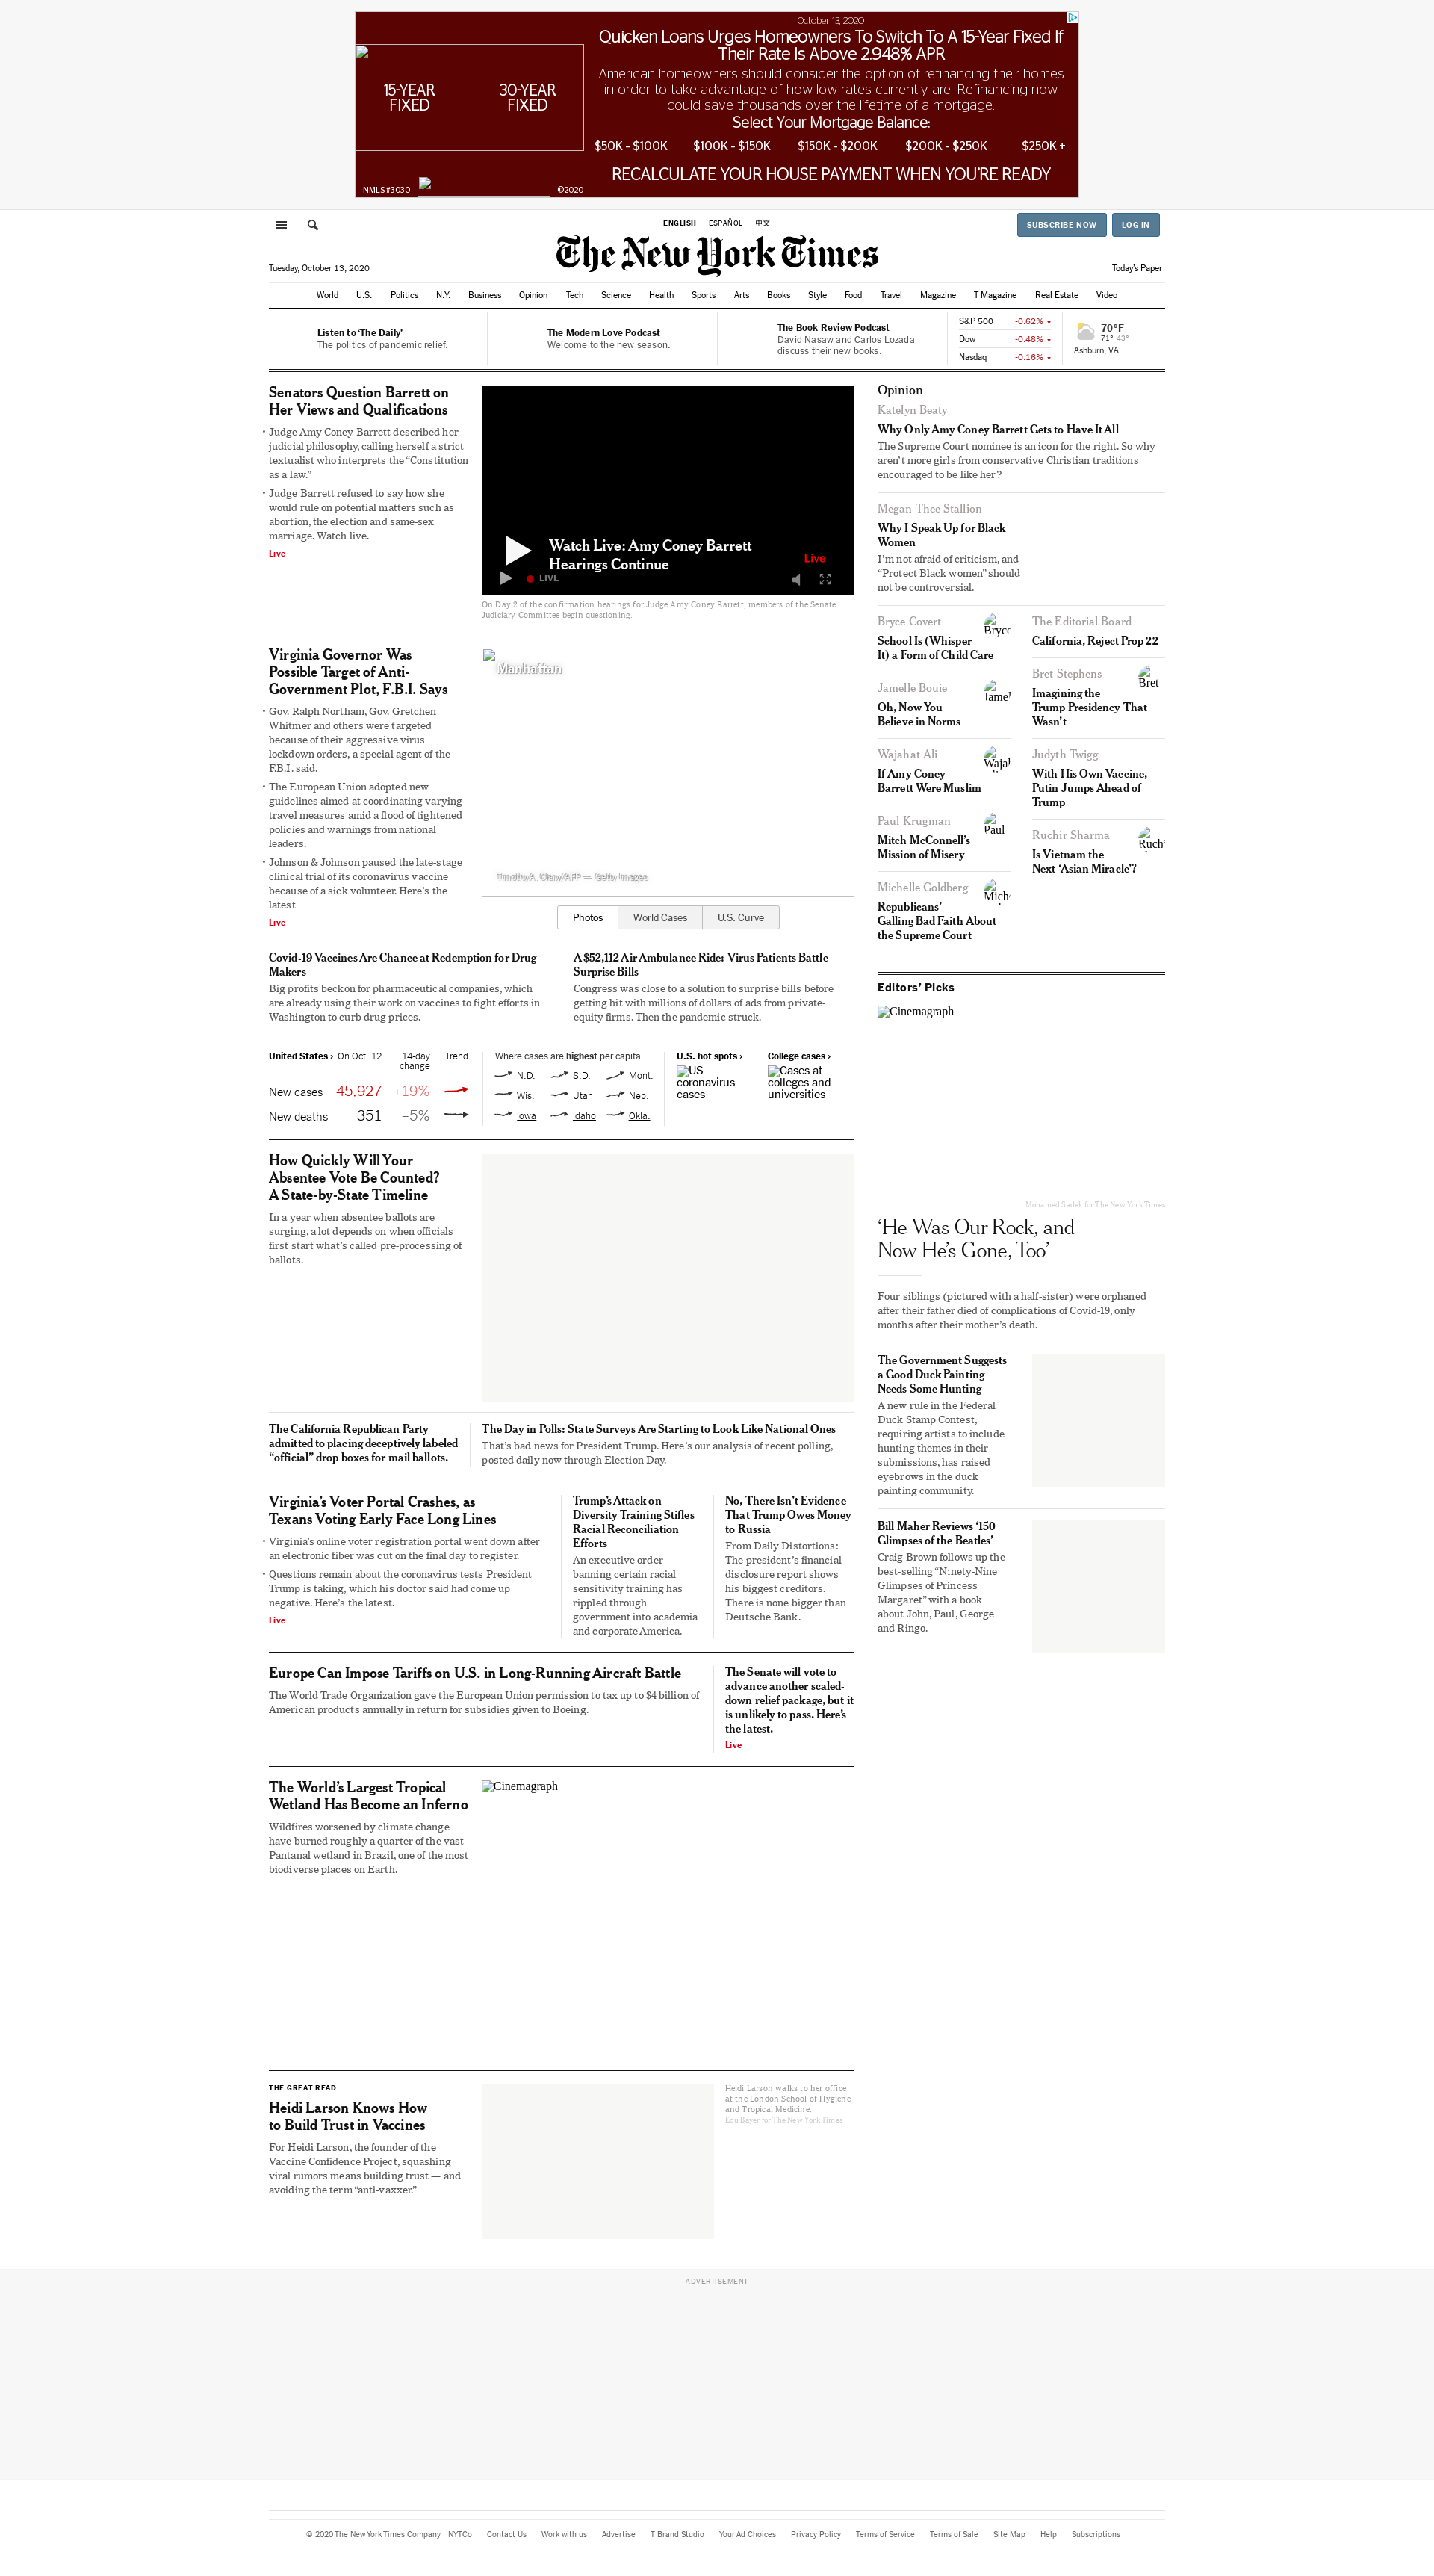 October 13, 2020
Quicken Loans Urges Homeowners To Switch To A 15-Year Fixed If
Their Rate Is Above 2.948% APR
American homeowners should consider the option of refinancing their homes
in order to take advantage of how low rates currently are. Refinancing now
could save thousands over the lifetime of a mortgage.
Select Your Mortgage Balance:
15-YEAR
FIXED
30-YEAR
FIXED
$50K - $100K $100K - $150K $150K - $200K $200K - $250K $250K +
RECALCULATE YOUR HOUSE PAYMENT WHEN YOU'RE READY
NMLS #3030 ©2020
ENGLISH ESPAÑOL 中文
SUBSCRIBE NOW LOG IN
The New York Times
Tuesday, October 13, 2020
Today's Paper
World U.S. Politics N.Y. Business Opinion Tech Science Health Sports Arts Books Style Food Travel Magazine T Magazine Real Estate Video
Listen to ‘The Daily’
The politics of pandemic relief.
The Modern Love Podcast
Welcome to the new season.
The Book Review Podcast
David Nasaw and Carlos Lozada
discuss their new books.
S&P 500 -0.62%
Dow -0.48%
Nasdaq -0.16%
70°F
71° 43°
Ashburn, VA
Senators Question Barrett on
Her Views and Qualifications
Judge Amy Coney Barrett described her
judicial philosophy, calling herself a strict
textualist who interprets the “Constitution
as a law.”
Judge Barrett refused to say how she
would rule on potential matters such as
abortion, the election and same-sex
marriage. Watch live.
Live
Watch Live: Amy Coney Barrett
Hearings Continue
Live
LIVE
On Day 2 of the confirmation hearings for Judge Amy Coney Barrett, members of the Senate
Judiciary Committee begin questioning.
Virginia Governor Was
Possible Target of Anti-
Government Plot, F.B.I. Says
Gov. Ralph Northam, Gov. Gretchen
Whitmer and others were targeted
because of their aggressive virus
lockdown orders, a special agent of the
F.B.I. said.
The European Union adopted new
guidelines aimed at coordinating varying
travel measures amid a flood of tightened
policies and warnings from national
leaders.
Johnson & Johnson paused the late-stage
clinical trial of its coronavirus vaccine
because of a sick volunteer. Here's the
latest
Live
Manhattan
Timothy A. Clary/AFP — Getty Images
Photos World Cases U.S. Curve
Covid-19 Vaccines Are Chance at Redemption for Drug
Makers
Big profits beckon for pharmaceutical companies, which
are already using their work on vaccines to fight efforts in
Washington to curb drug prices.
A $52,112 Air Ambulance Ride: Virus Patients Battle
Surprise Bills
Congress was close to a solution to surprise bills before
getting hit with millions of dollars of ads from private-
equity firms. Then the pandemic struck.
United States › On Oct. 12 14-day
change Trend
New cases 45,927 +19%
New deaths 351 –5%
Where cases are highest per capita
N.D. S.D. Mont.
Wis. Utah Neb.
Iowa Idaho Okla.
U.S. hot spots ›
US
coronavirus
cases
College cases ›
Cases at
colleges and
universities
How Quickly Will Your
Absentee Vote Be Counted?
A State-by-State Timeline
In a year when absentee ballots are
surging, a lot depends on when officials
first start what's called pre-processing of
ballots.
The California Republican Party
admitted to placing deceptively labeled
“official” drop boxes for mail ballots.
The Day in Polls: State Surveys Are Starting to Look Like National Ones
That's bad news for President Trump. Here's our analysis of recent polling,
posted daily now through Election Day.
Virginia's Voter Portal Crashes, as
Texans Voting Early Face Long Lines
Virginia's online voter registration portal went down after
an electronic fiber was cut on the final day to register.
Questions remain about the coronavirus tests President
Trump is taking, which his doctor said had come up
negative. Here's the latest.
Live
Trump's Attack on
Diversity Training Stifles
Racial Reconciliation
Efforts
An executive order
banning certain racial
sensitivity training has
rippled through
government into academia
and corporate America.
No, There Isn't Evidence
That Trump Owes Money
to Russia
From Daily Distortions:
The president's financial
disclosure report shows
his biggest creditors.
There is none bigger than
Deutsche Bank.
Europe Can Impose Tariffs on U.S. in Long-Running Aircraft Battle
The World Trade Organization gave the European Union permission to tax up to $4 billion of
American products annually in return for subsidies given to Boeing.
The Senate will vote to
advance another scaled-
down relief package, but it
is unlikely to pass. Here's
the latest.
Live
The World's Largest Tropical
Wetland Has Become an Inferno
Wildfires worsened by climate change
have burned roughly a quarter of the vast
Pantanal wetland in Brazil, one of the most
biodiverse places on Earth.
Cinemagraph
THE GREAT READ
Heidi Larson Knows How
to Build Trust in Vaccines
For Heidi Larson, the founder of the
Vaccine Confidence Project, squashing
viral rumors means building trust — and
avoiding the term “anti-vaxxer.”
Heidi Larson walks to her office
at the London School of Hygiene
and Tropical Medicine.
Edu Bayer for The New York Times
Opinion
Katelyn Beaty
Why Only Amy Coney Barrett Gets to Have It All
The Supreme Court nominee is an icon for the right. So why
aren't more girls from conservative Christian traditions
encouraged to be like her?
Megan Thee Stallion
Why I Speak Up for Black
Women
I'm not afraid of criticism, and
“Protect Black women” should
not be controversial.
Bryce Covert
Bryce
School Is (Whisper
It) a Form of Child Care
Jamelle Bouie
Jamel
Oh, Now You
Believe in Norms
Wajahat Ali
Wajal
If Amy Coney
Barrett Were Muslim
Paul Krugman
Paul
Mitch McConnell's
Mission of Misery
Michelle Goldberg
Miche
Republicans'
Galling Bad Faith About
the Supreme Court
The Editorial Board
California, Reject Prop 22
Bret Stephens
Bret
Imagining the
Trump Presidency That
Wasn't
Judyth Twigg
With His Own Vaccine,
Putin Jumps Ahead of
Trump
Ruchir Sharma
Ruchi
Is Vietnam the
Next ‘Asian Miracle’?
Editors’ Picks
Cinemagraph
Mohamed Sadek for The New York Times
‘He Was Our Rock, and
Now He's Gone, Too’
Four siblings (pictured with a half-sister) were orphaned
after their father died of complications of Covid-19, only
months after their mother's death.
The Government Suggests
a Good Duck Painting
Needs Some Hunting
A new rule in the Federal
Duck Stamp Contest,
requiring artists to include
hunting themes in their
submissions, has raised
eyebrows in the duck
painting community.
Bill Maher Reviews ‘150
Glimpses of the Beatles’
Craig Brown follows up the
best-selling “Ninety-Nine
Glimpses of Princess
Margaret” with a book
about John, Paul, George
and Ringo.
ADVERTISEMENT
© 2020 The New York Times Company NYTCo Contact Us Work with us Advertise T Brand Studio Your Ad Choices Privacy Policy Terms of Service Terms of Sale Site Map Help Subscriptions